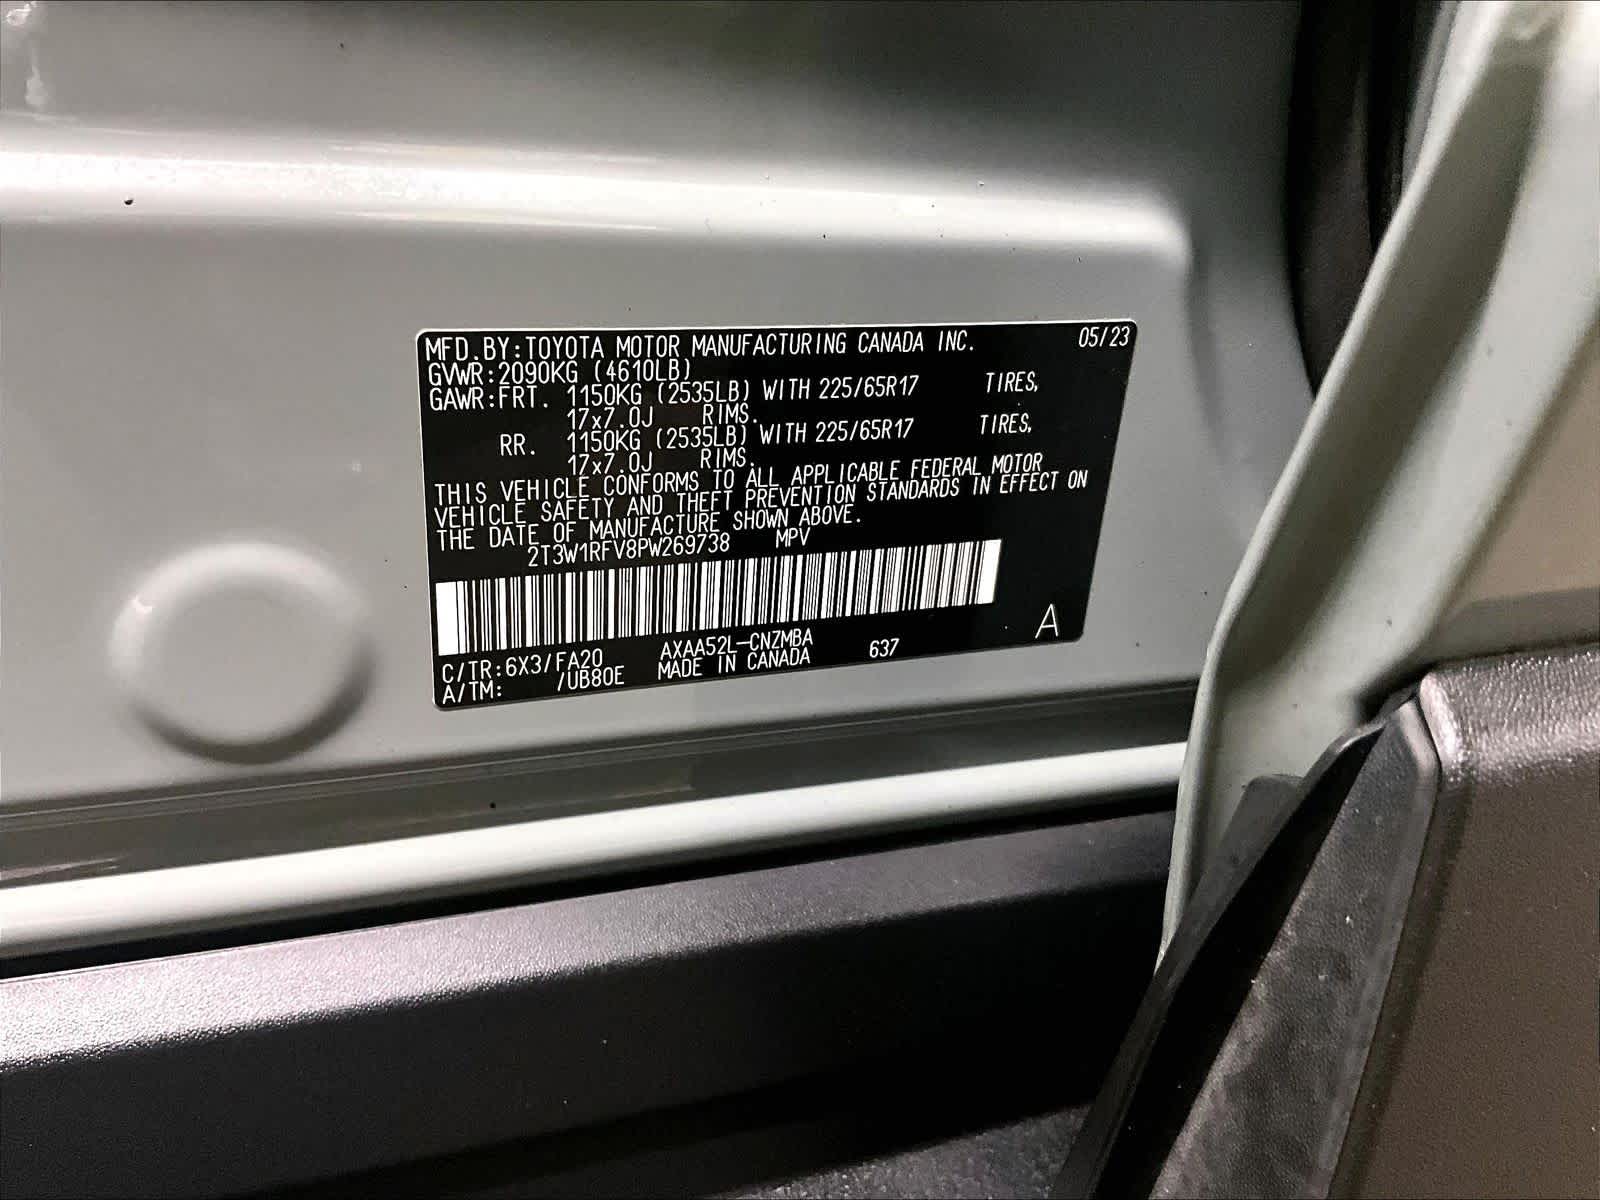 MFD.BY:TOYOTA MOTOR MANUFACTURING CANADA INC. 05/23
GVWR:2090KG (4610LB)
GAWR:FRT. 1150KG (2535LB) WITH 225/65R17 TIRES,
17x7.0J RIMS.
RR. 1150KG (2535LB) WITH 225/65R17 TIRES,
17x7.0J RIMS.
THIS VEHICLE CONFORMS TO ALL APPLICABLE FEDERAL MOTOR
VEHICLE SAFETY AND THEFT PREVENTION STANDARDS IN EFFECT ON
THE DATE OF MANUFACTURE SHOWN ABOVE.
2T3W1RFV8PW269738 MPV
C/TR:6X3/FA20 AXAA52L-CNZMBA 637 A
A/TM: /UB80E MADE IN CANADA